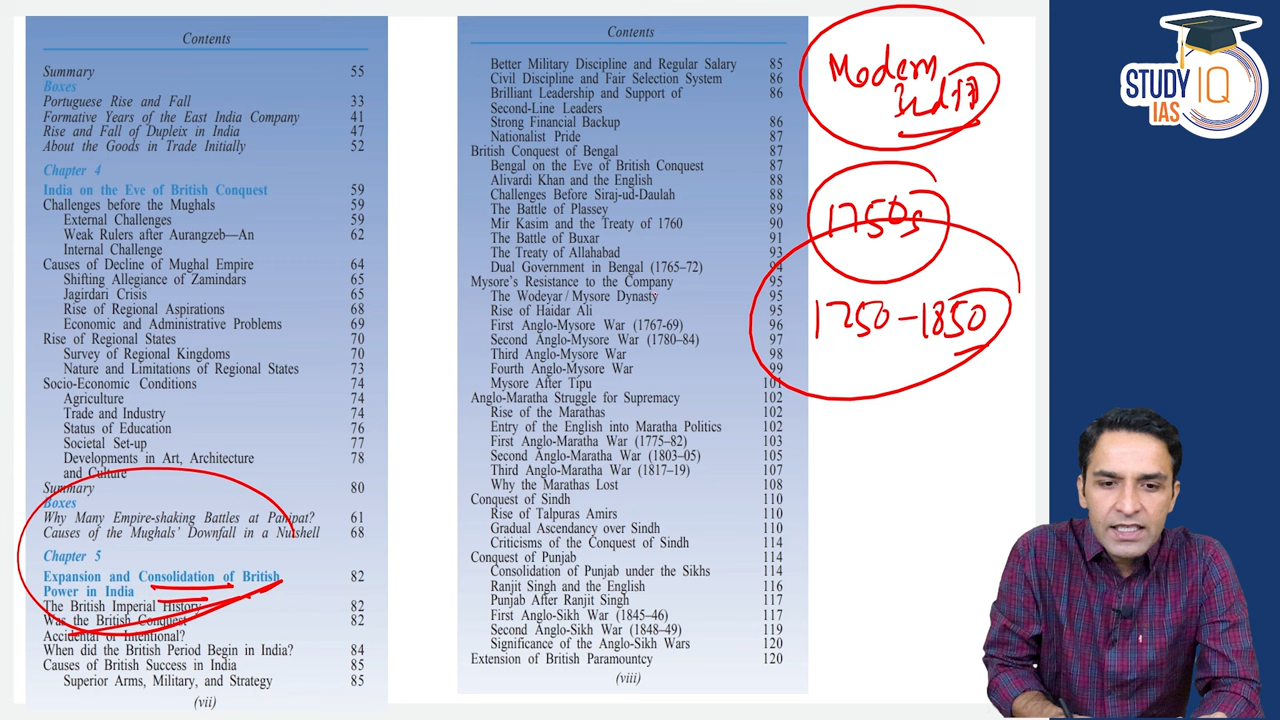 Contents
Summary 55
Boxes
Portuguese Rise and Fall 33
Formative Years of the East India Company 41
Rise and Fall of Dupleix in India 47
About the Goods in Trade Initially 52
Chapter 4
India on the Eve of British Conquest 59
Challenges before the Mughals 59
External Challenges 59
Weak Rulers after Aurangzeb—An 62
Internal Challenge
Causes of Decline of Mughal Empire 64
Shifting Allegiance of Zamindars 65
Jagirdari Crisis 65
Rise of Regional Aspirations 68
Economic and Administrative Problems 69
Rise of Regional States 70
Survey of Regional Kingdoms 70
Nature and Limitations of Regional States 73
Socio-Economic Conditions 74
Agriculture 74
Trade and Industry 74
Status of Education 76
Societal Set-up 77
Developments in Art, Architecture 78
and Culture
Summary 80
Boxes
Why Many Empire-shaking Battles at Panipat? 61
Causes of the Mughals' Downfall in a Nutshell 68
Chapter 5
Expansion and Consolidation of British 82
Power in India
The British Imperial History 82
Was the British Conquest 82
Accidental or Intentional?
When did the British Period Begin in India? 84
Causes of British Success in India 85
Superior Arms, Military, and Strategy 85
(vii)
Contents
Better Military Discipline and Regular Salary 85
Civil Discipline and Fair Selection System 86
Brilliant Leadership and Support of 86
Second-Line Leaders
Strong Financial Backup 86
Nationalist Pride 87
British Conquest of Bengal 87
Bengal on the Eve of British Conquest 87
Alivardi Khan and the English 88
Challenges Before Siraj-ud-Daulah 88
The Battle of Plassey 89
Mir Kasim and the Treaty of 1760 90
The Battle of Buxar 91
The Treaty of Allahabad 93
Dual Government in Bengal (1765–72) 94
Mysore's Resistance to the Company 95
The Wodeyar / Mysore Dynasty 95
Rise of Haidar Ali 95
First Anglo-Mysore War (1767-69) 96
Second Anglo-Mysore War (1780–84) 97
Third Anglo-Mysore War 98
Fourth Anglo-Mysore War 99
Mysore After Tipu 101
Anglo-Maratha Struggle for Supremacy 102
Rise of the Marathas 102
Entry of the English into Maratha Politics 102
First Anglo-Maratha War (1775–82) 103
Second Anglo-Maratha War (1803–05) 105
Third Anglo-Maratha War (1817–19) 107
Why the Marathas Lost 108
Conquest of Sindh 110
Rise of Talpuras Amirs 110
Gradual Ascendancy over Sindh 110
Criticisms of the Conquest of Sindh 114
Conquest of Punjab 114
Consolidation of Punjab under the Sikhs 114
Ranjit Singh and the English 116
Punjab After Ranjit Singh 117
First Anglo-Sikh War (1845–46) 117
Second Anglo-Sikh War (1848–49) 119
Significance of the Anglo-Sikh Wars 120
Extension of British Paramountcy 120
(viii)
Modern
India
1750s
1750-1850
STUDY IQ
IAS